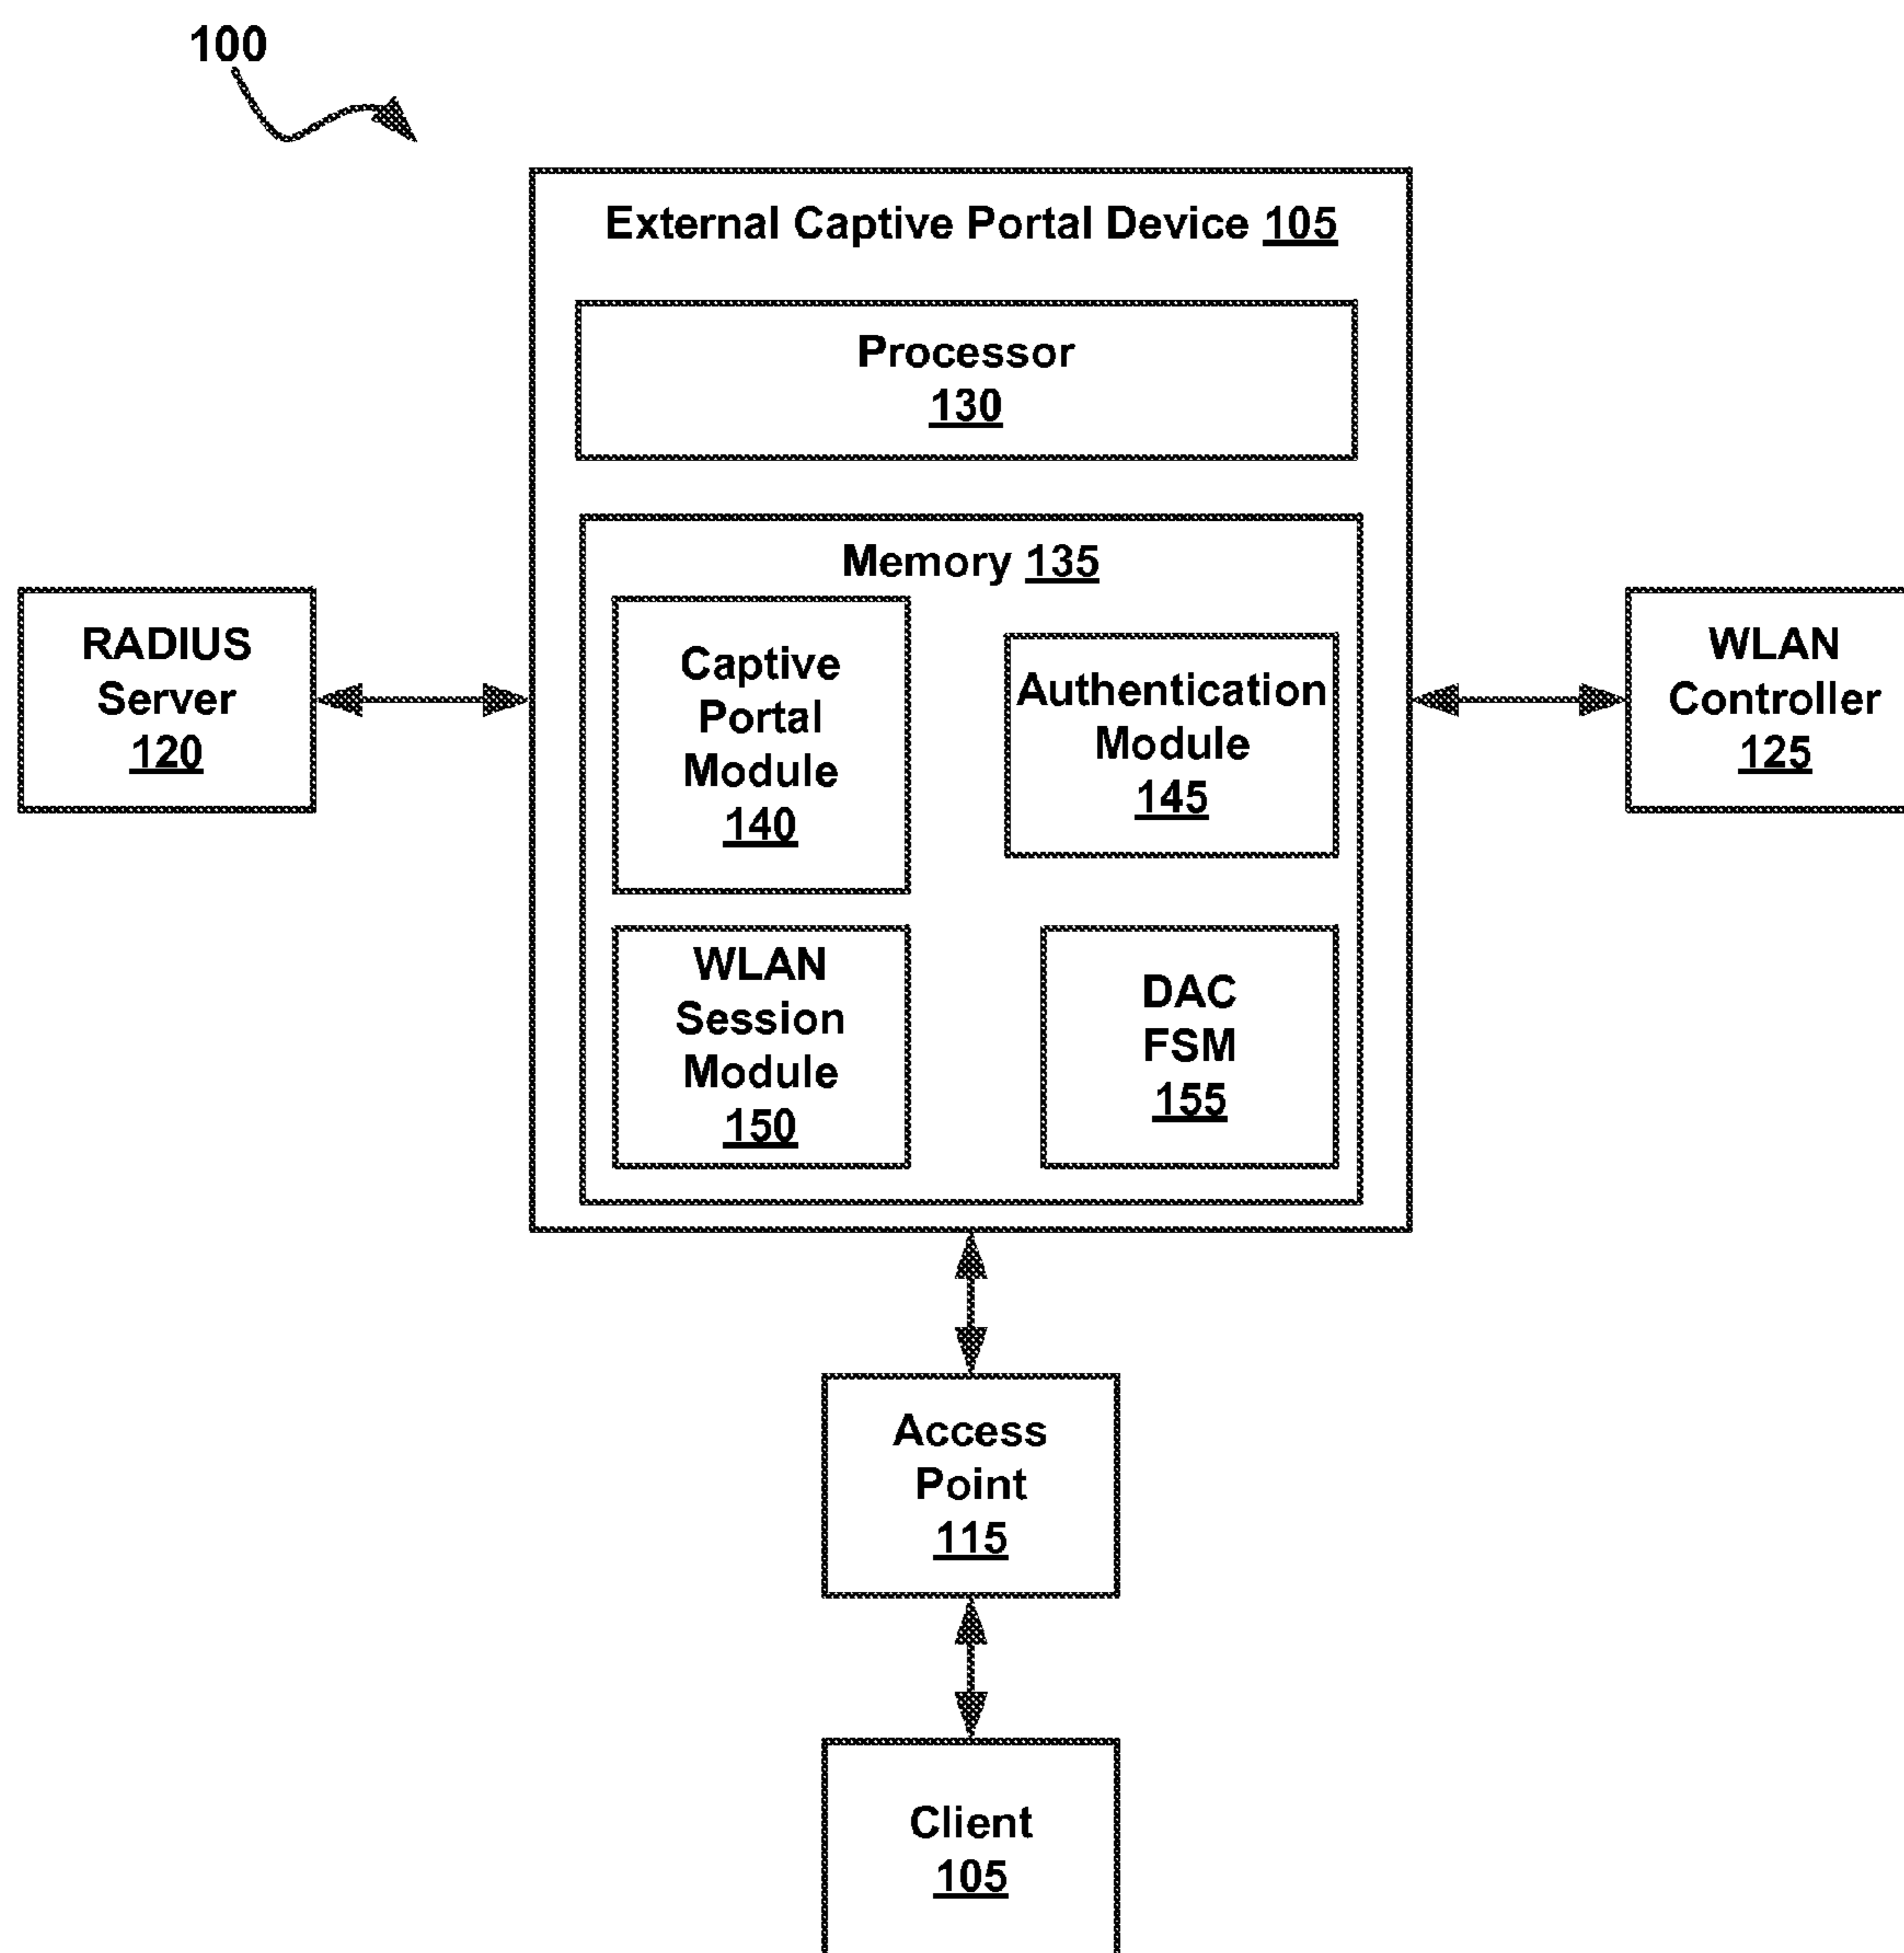 100
External Captive Portal Device 105
Processor
130
Memory 135
RADIUS
Server
120
Captive
Portal
Module
140
Authentication
Module
145
WLAN
Controller
125
WLAN
Session
Module
150
DAC
FSM
155
Access
Point
115
Client
105